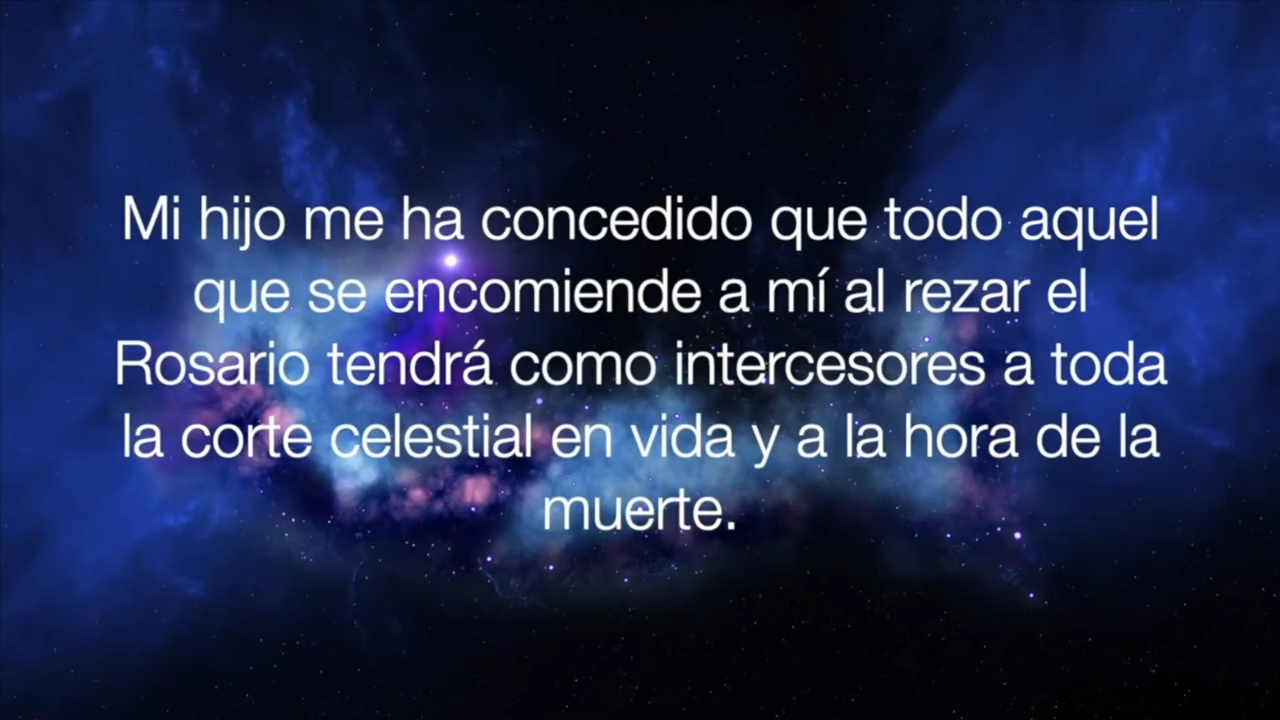 Mi hijo me ha concedido que todo aquel
que se encomiende a mí al rezar el
Rosario tendrá como intercesores a toda
la corte celestial en vida y a la hora de la
muerte.